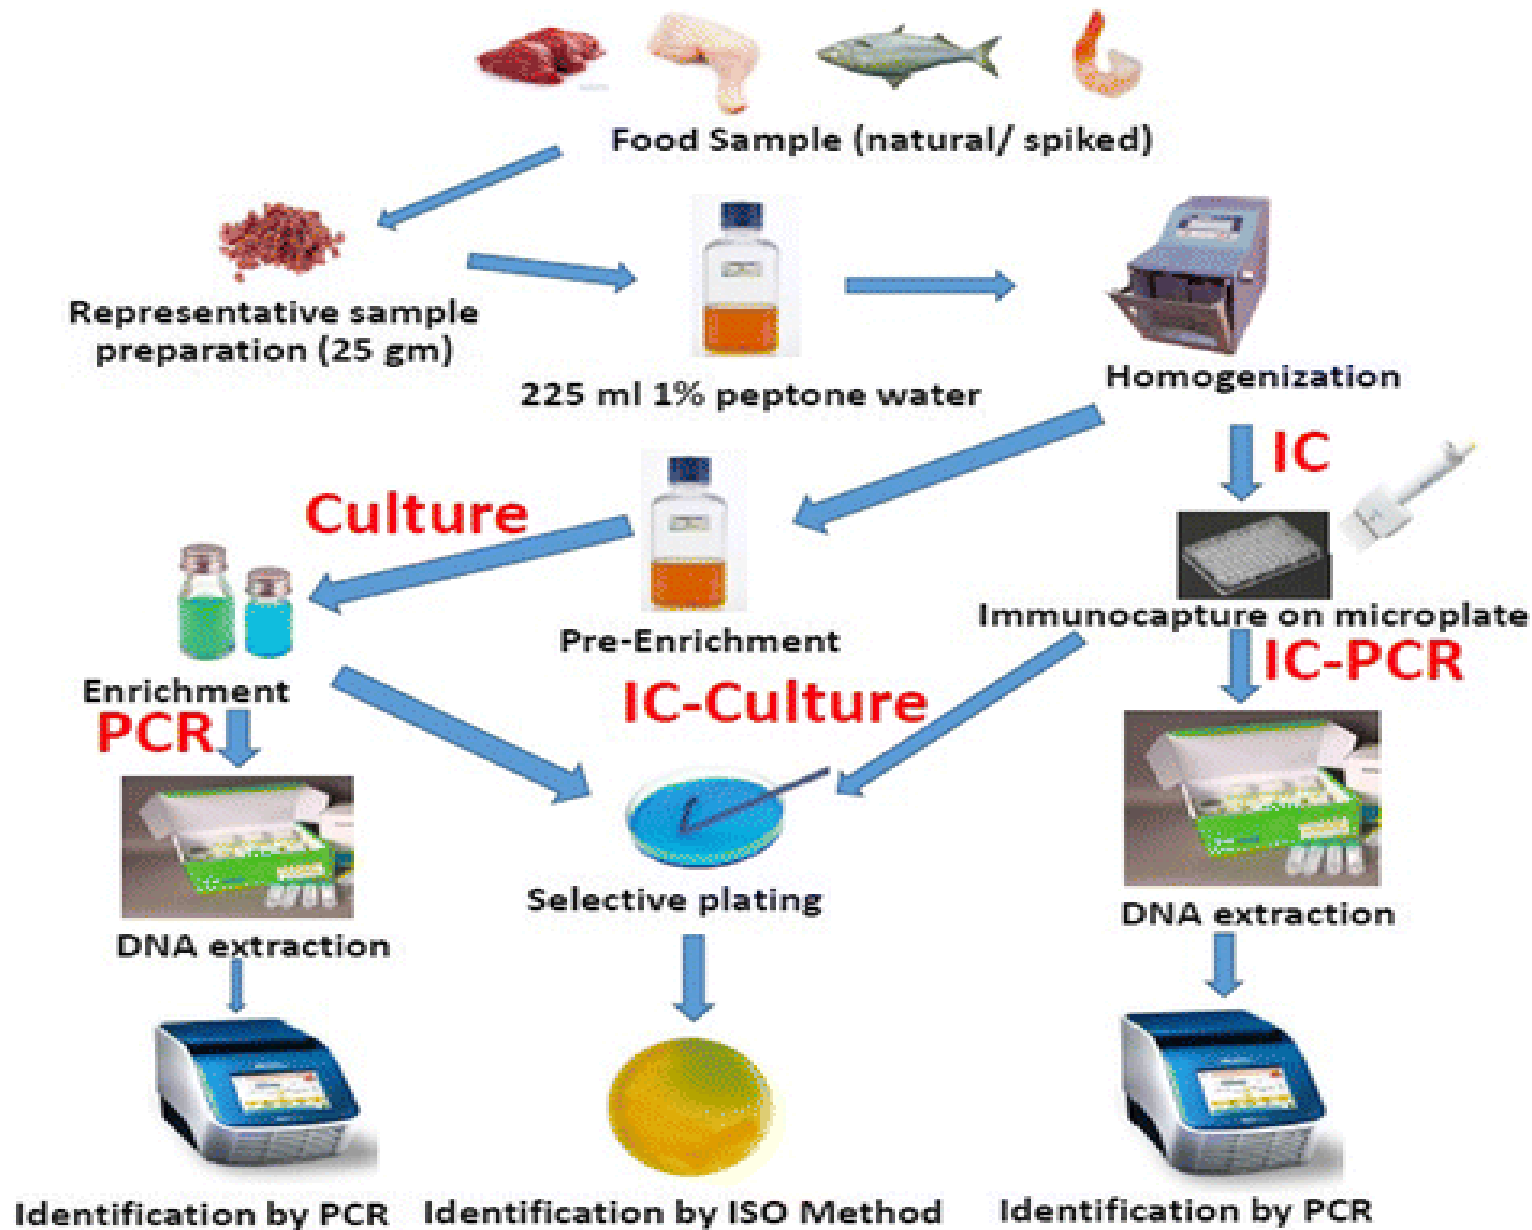 Food Sample (natural/ spiked)
Representative sample
preparation (25 gm)
225 ml 1% peptone water
Homogenization
IC
Culture
Pre-Enrichment
Immunocapture on microplate
Enrichment
IC-Culture
IC-PCR
PCR
Selective plating
DNA extraction
DNA extraction
Identification by PCR
Identification by ISO Method
Identification by PCR